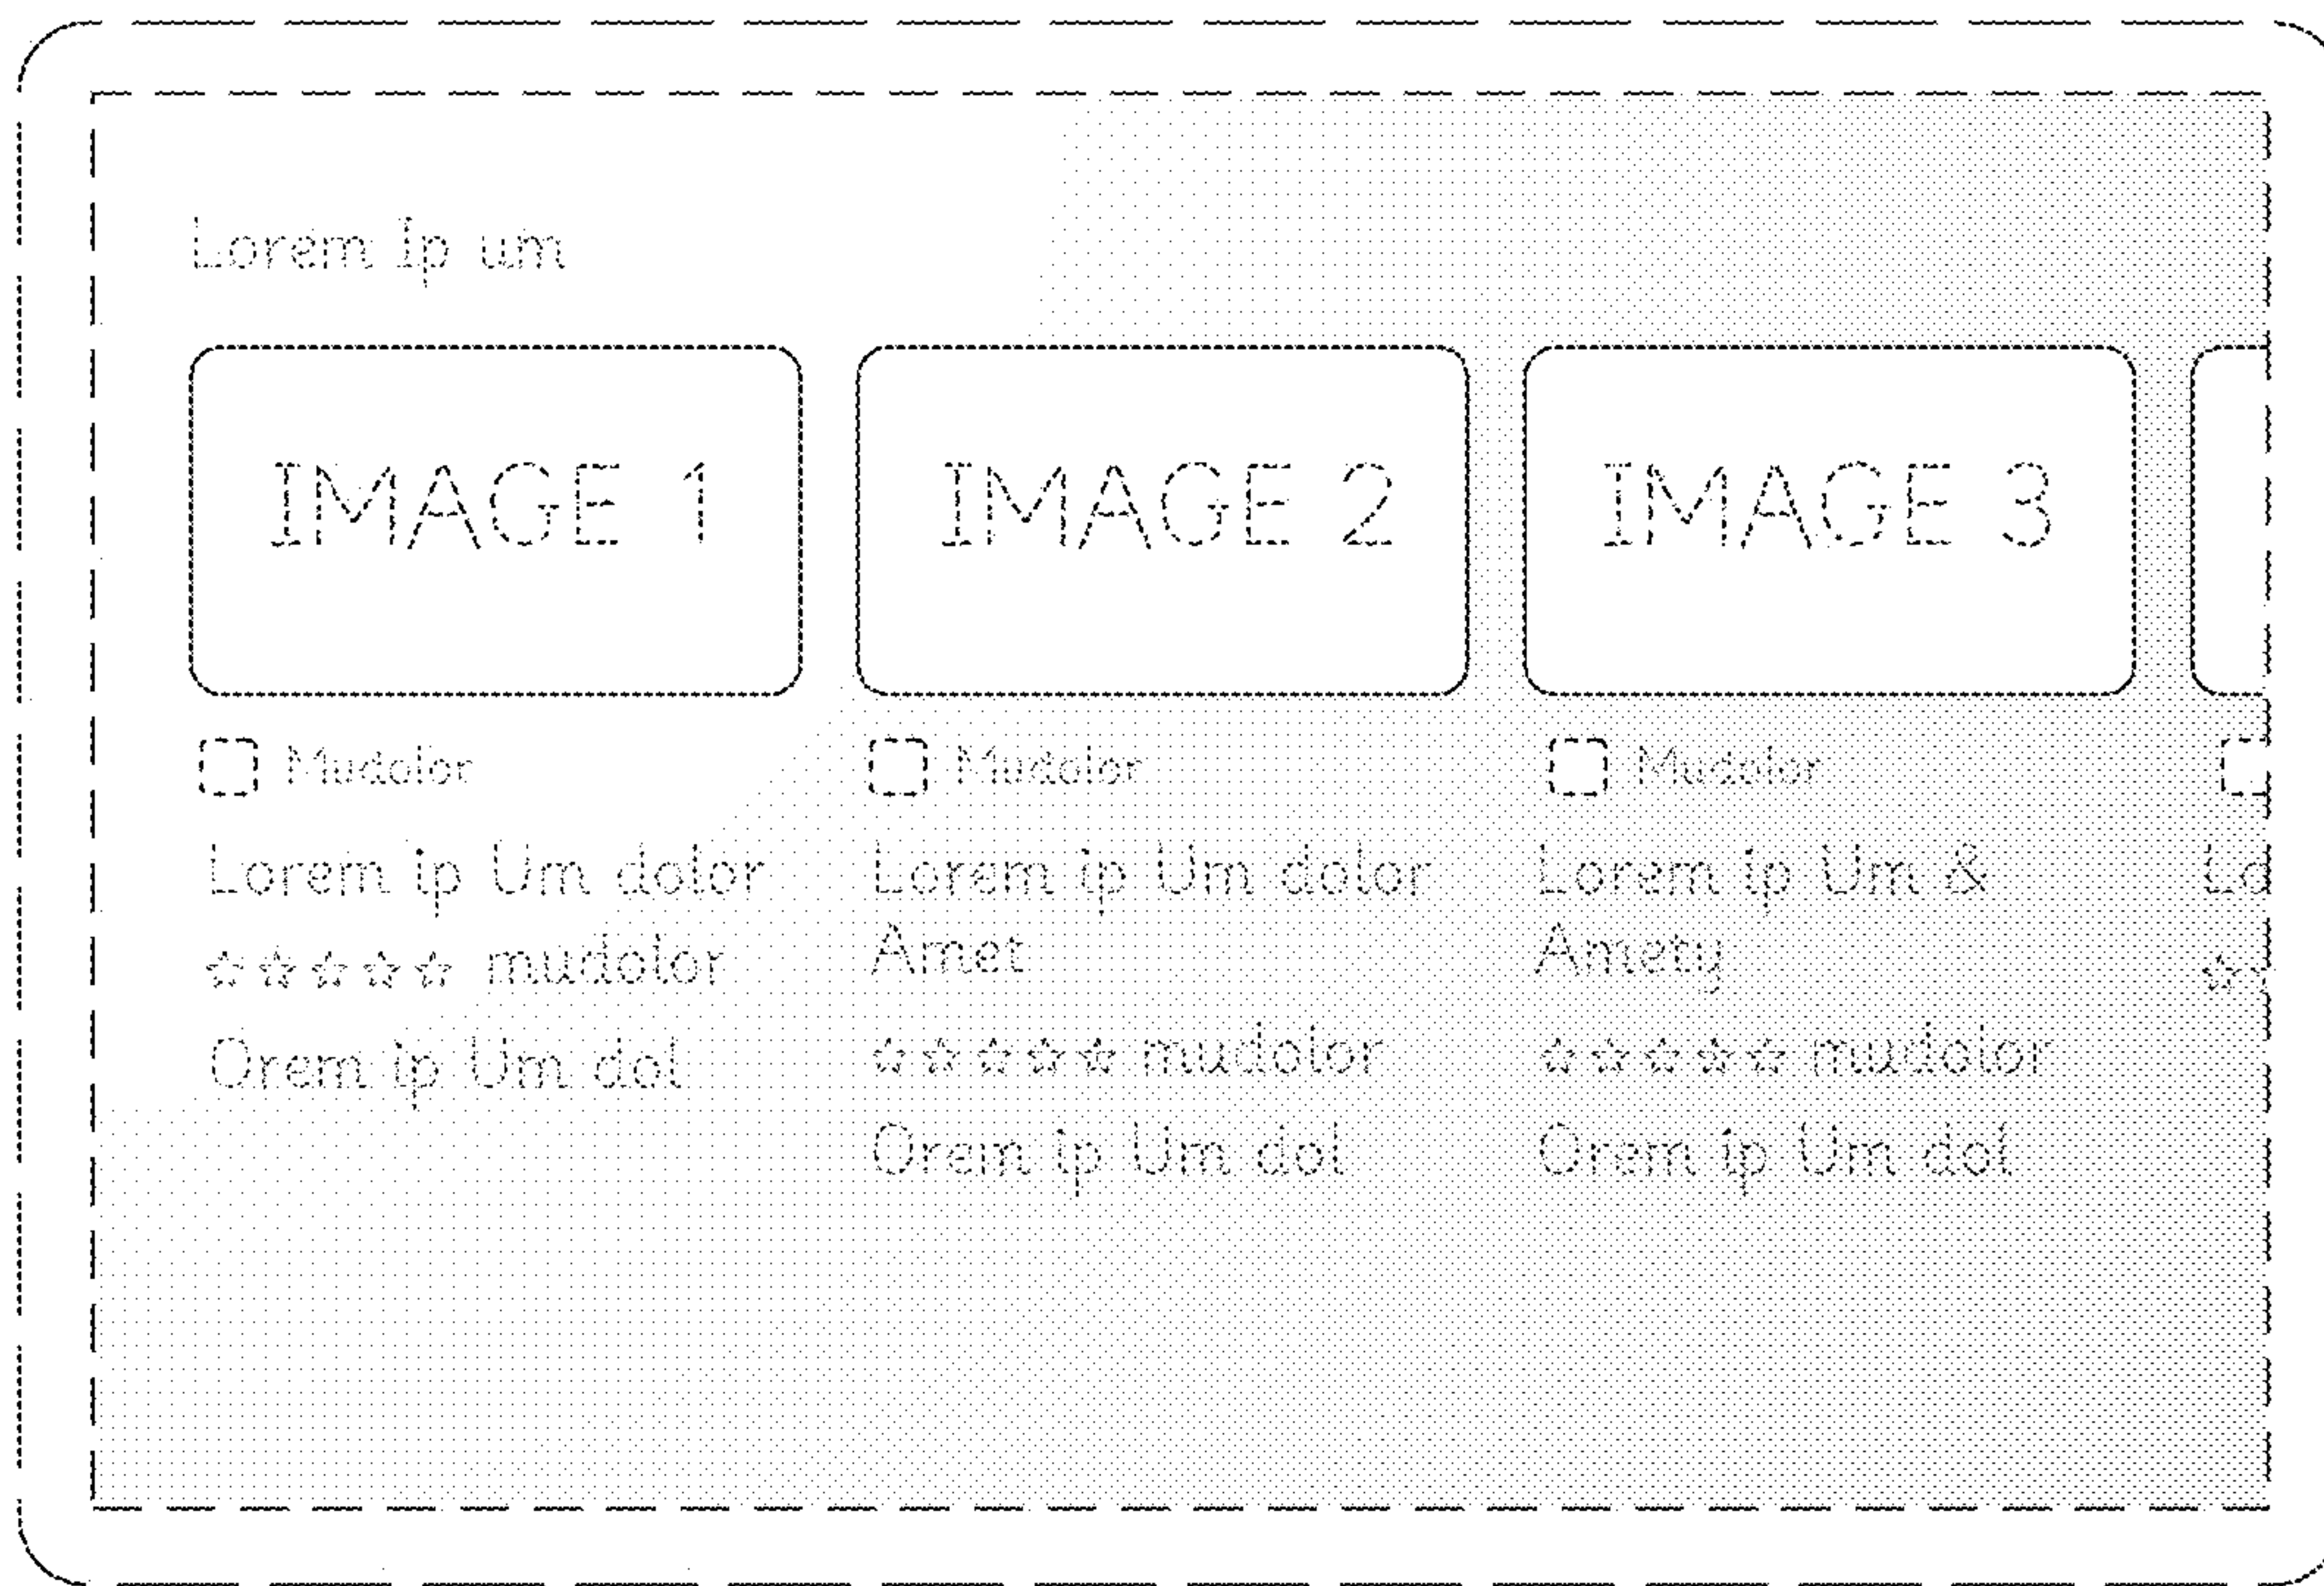 Lorem Ip um
IMAGE 1
IMAGE 2
IMAGE 3
Mudolor
Mudolor
Mudolor
Lorem ip Um dolor
☆☆☆☆☆ mudolor
Orem ip Um dol
Lorem ip Um dolor
Amet
☆☆☆☆☆ mudolor
Orem ip Um dol
Lorem ip Um &
Amety
☆☆☆☆☆ mudolor
Orem ip Um dol
Lo